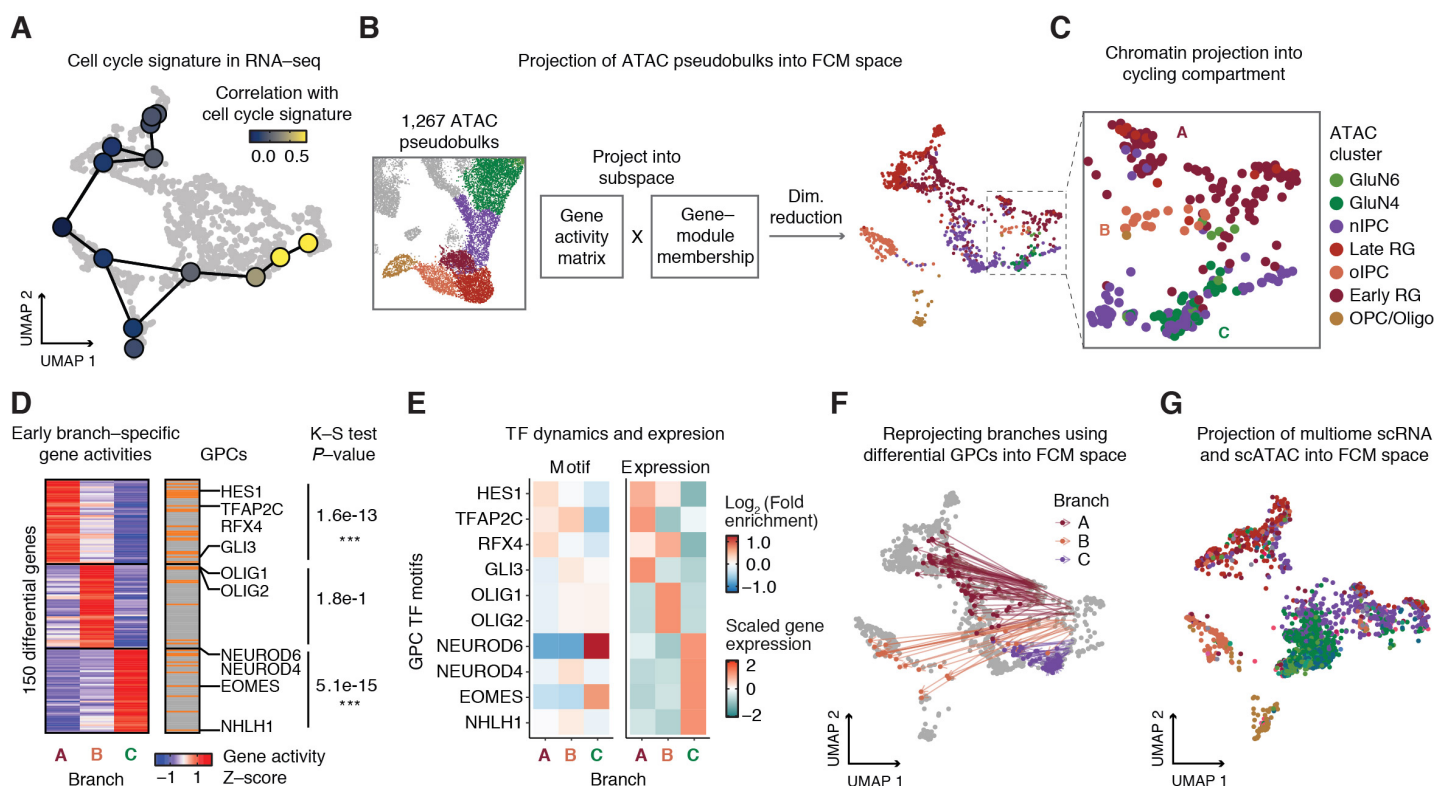 A
Cell cycle signature in RNA–seq
Correlation with
cell cycle signature
0.0 0.5
UMAP 2
UMAP 1
B
Projection of ATAC pseudobulks into FCM space
1,267 ATAC
pseudobulks
Project into
subspace
Gene
activity
matrix
X
Gene–
module
membership
Dim.
reduction
C
Chromatin projection into
cycling compartment
A
B
C
ATAC
cluster
GluN6
GluN4
nIPC
Late RG
oIPC
Early RG
OPC/Oligo
D
Early branch–specific
gene activities
GPCs
K–S test
P–value
150 differential genes
HES1
TFAP2C
RFX4
GLI3
OLIG1
OLIG2
NEUROD6
NEUROD4
EOMES
NHLH1
1.6e-13
***
1.8e-1
5.1e-15
***
A B C
Branch
−1 1
Gene activity
Z–score
E
TF dynamics and expresion
Motif Expression
GPC TF motifs
HES1
TFAP2C
RFX4
GLI3
OLIG1
OLIG2
NEUROD6
NEUROD4
EOMES
NHLH1
A B C A B C
Branch
Log2 (Fold
enrichment)
1.0
0.0
−1.0
Scaled gene
expression
2
0
−2
F
Reprojecting branches using
differential GPCs into FCM space
Branch
A
B
C
UMAP 2
UMAP 1
G
Projection of multiome scRNA
and scATAC into FCM space
UMAP 2
UMAP 1